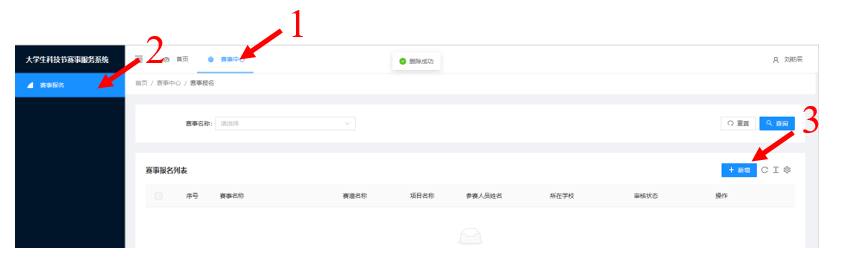 1
2
大学生科技节赛事服务系统
首页
赛事中心
删除成功
赛事报名
首页 / 赛事中心 / 赛事报名
赛事名称: 请选择
重置
查询
3
赛事报名列表
+ 新增
序号 赛事名称 赛道名称 项目名称 参赛人员姓名 所在学校 审核状态 操作